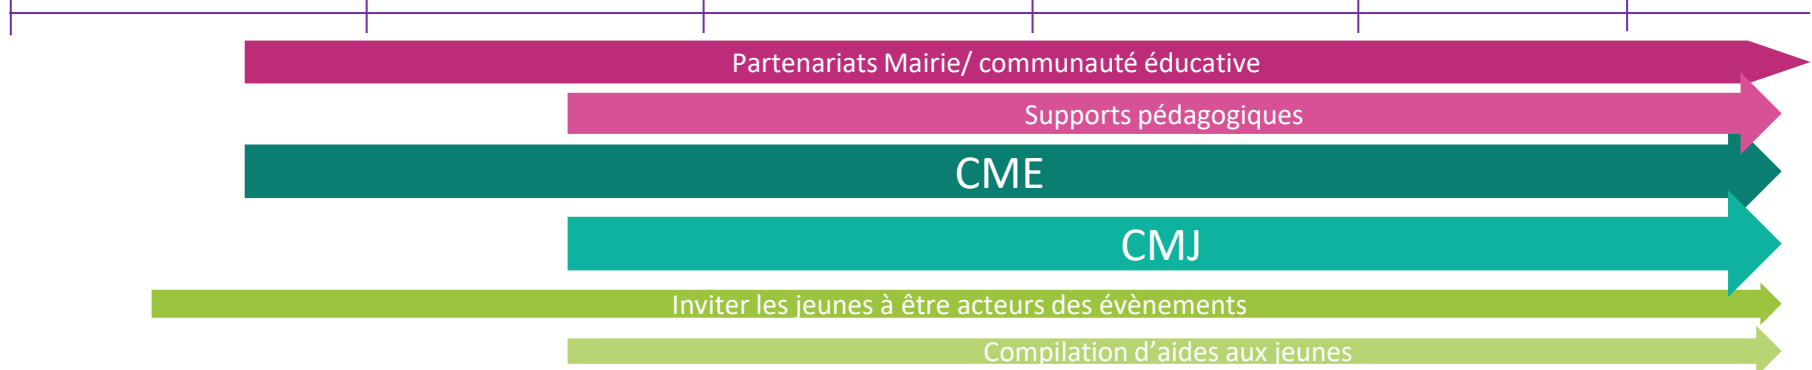 Partenariats Mairie/ communauté éducative
Supports pédagogiques
CME
CMJ
Inviter les jeunes à être acteurs des évènements
Compilation d’aides aux jeunes